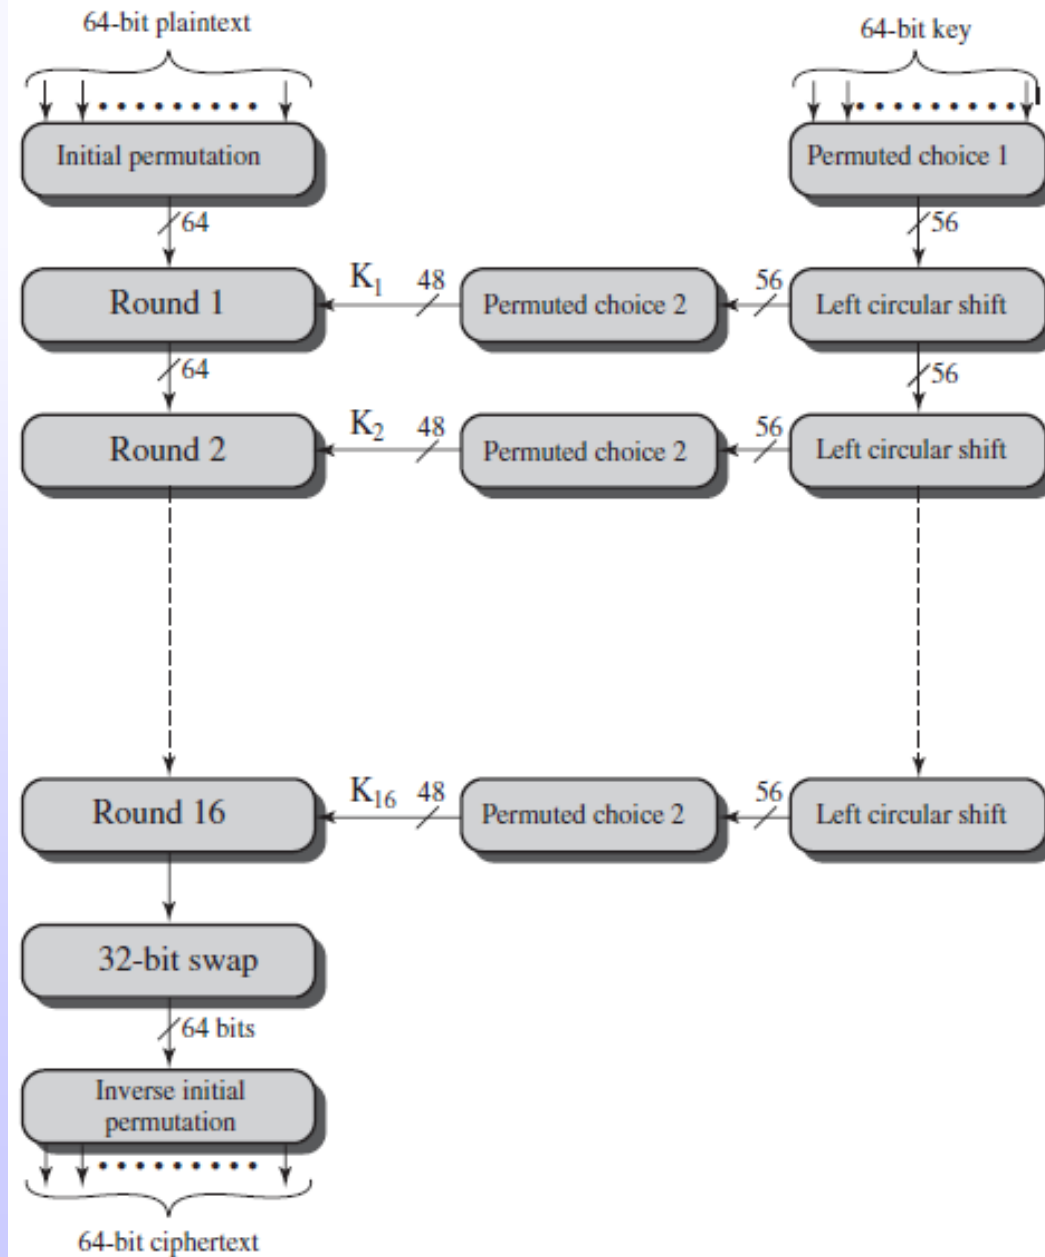 64-bit plaintext
64-bit key
Initial permutation
Permuted choice 1
64
56
Round 1
K1
48
Permuted choice 2
56
Left circular shift
64
56
Round 2
K2
48
Permuted choice 2
56
Left circular shift
Round 16
K16
48
Permuted choice 2
56
Left circular shift
32-bit swap
64 bits
Inverse initial
permutation
64-bit ciphertext